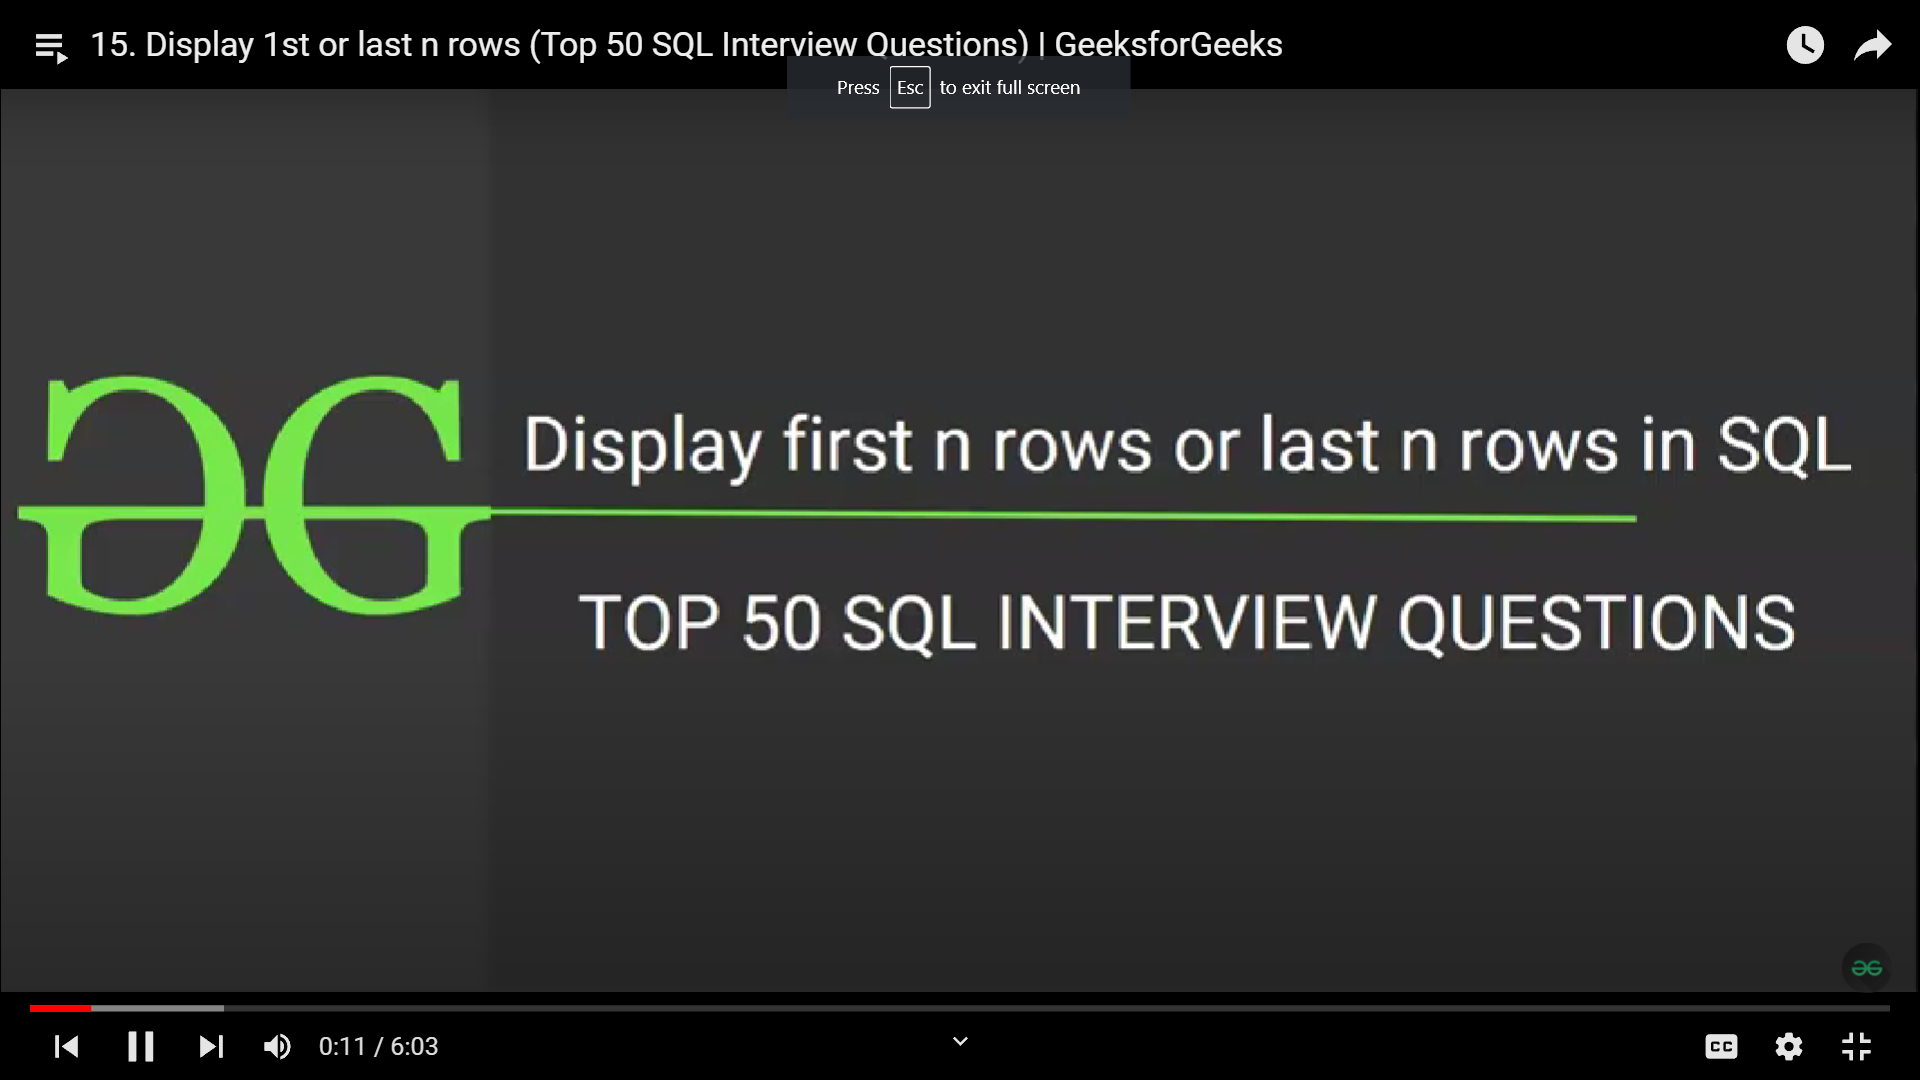 15. Display 1st or last n rows (Top 50 SQL Interview Questions) | GeeksforGeeks
Press Esc to exit full screen
Display first n rows or last n rows in SQL
TOP 50 SQL INTERVIEW QUESTIONS
0:11 / 6:03
CC